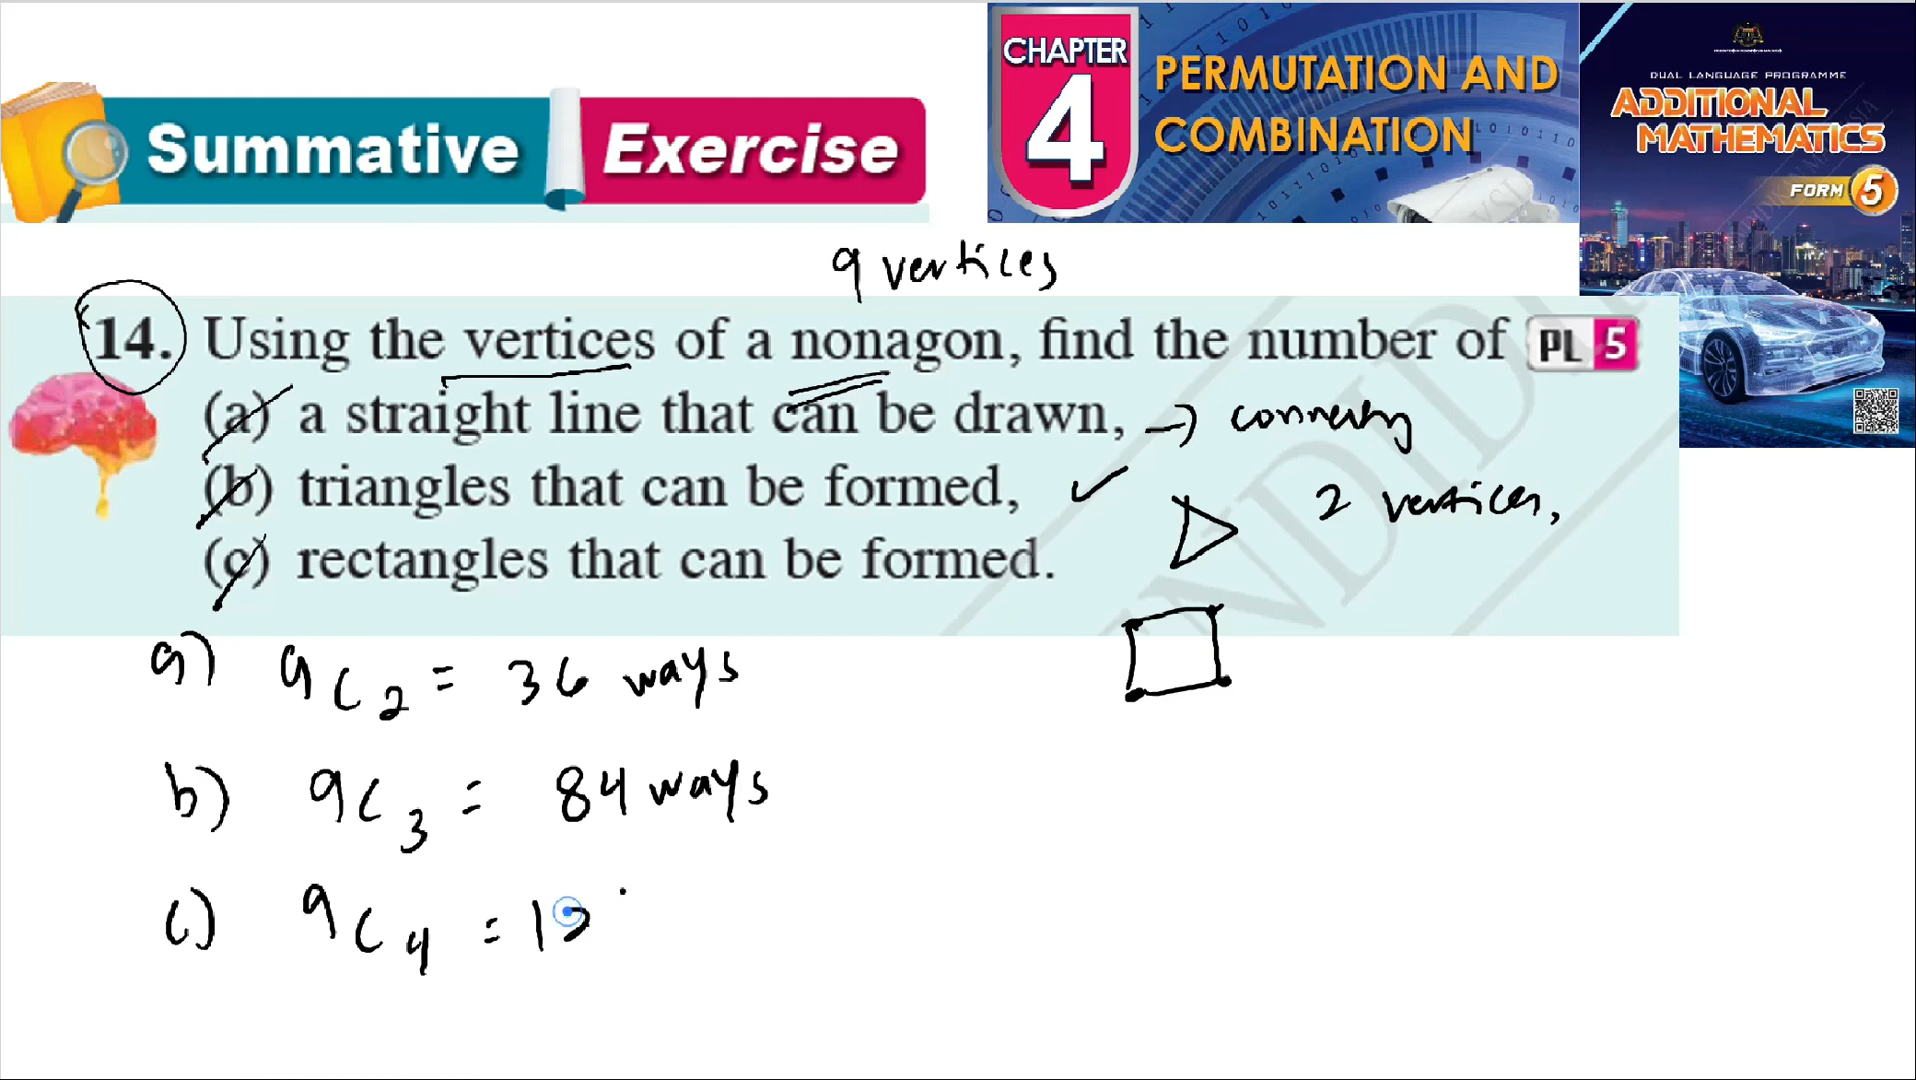 CHAPTER
4
PERMUTATION AND
COMBINATION
DUAL LANGUAGE PROGRAMME
ADDITIONAL
MATHEMATICS
FORM 5
Summative Exercise
9 vertices
14. Using the vertices of a nonagon, find the number of PL 5
(a) a straight line that can be drawn, → connecting
(b) triangles that can be formed, ✓ 2 vertices,
(c) rectangles that can be formed.
a) 9C2 = 36 ways
b) 9C3 = 84 ways
c) 9C4 = 12